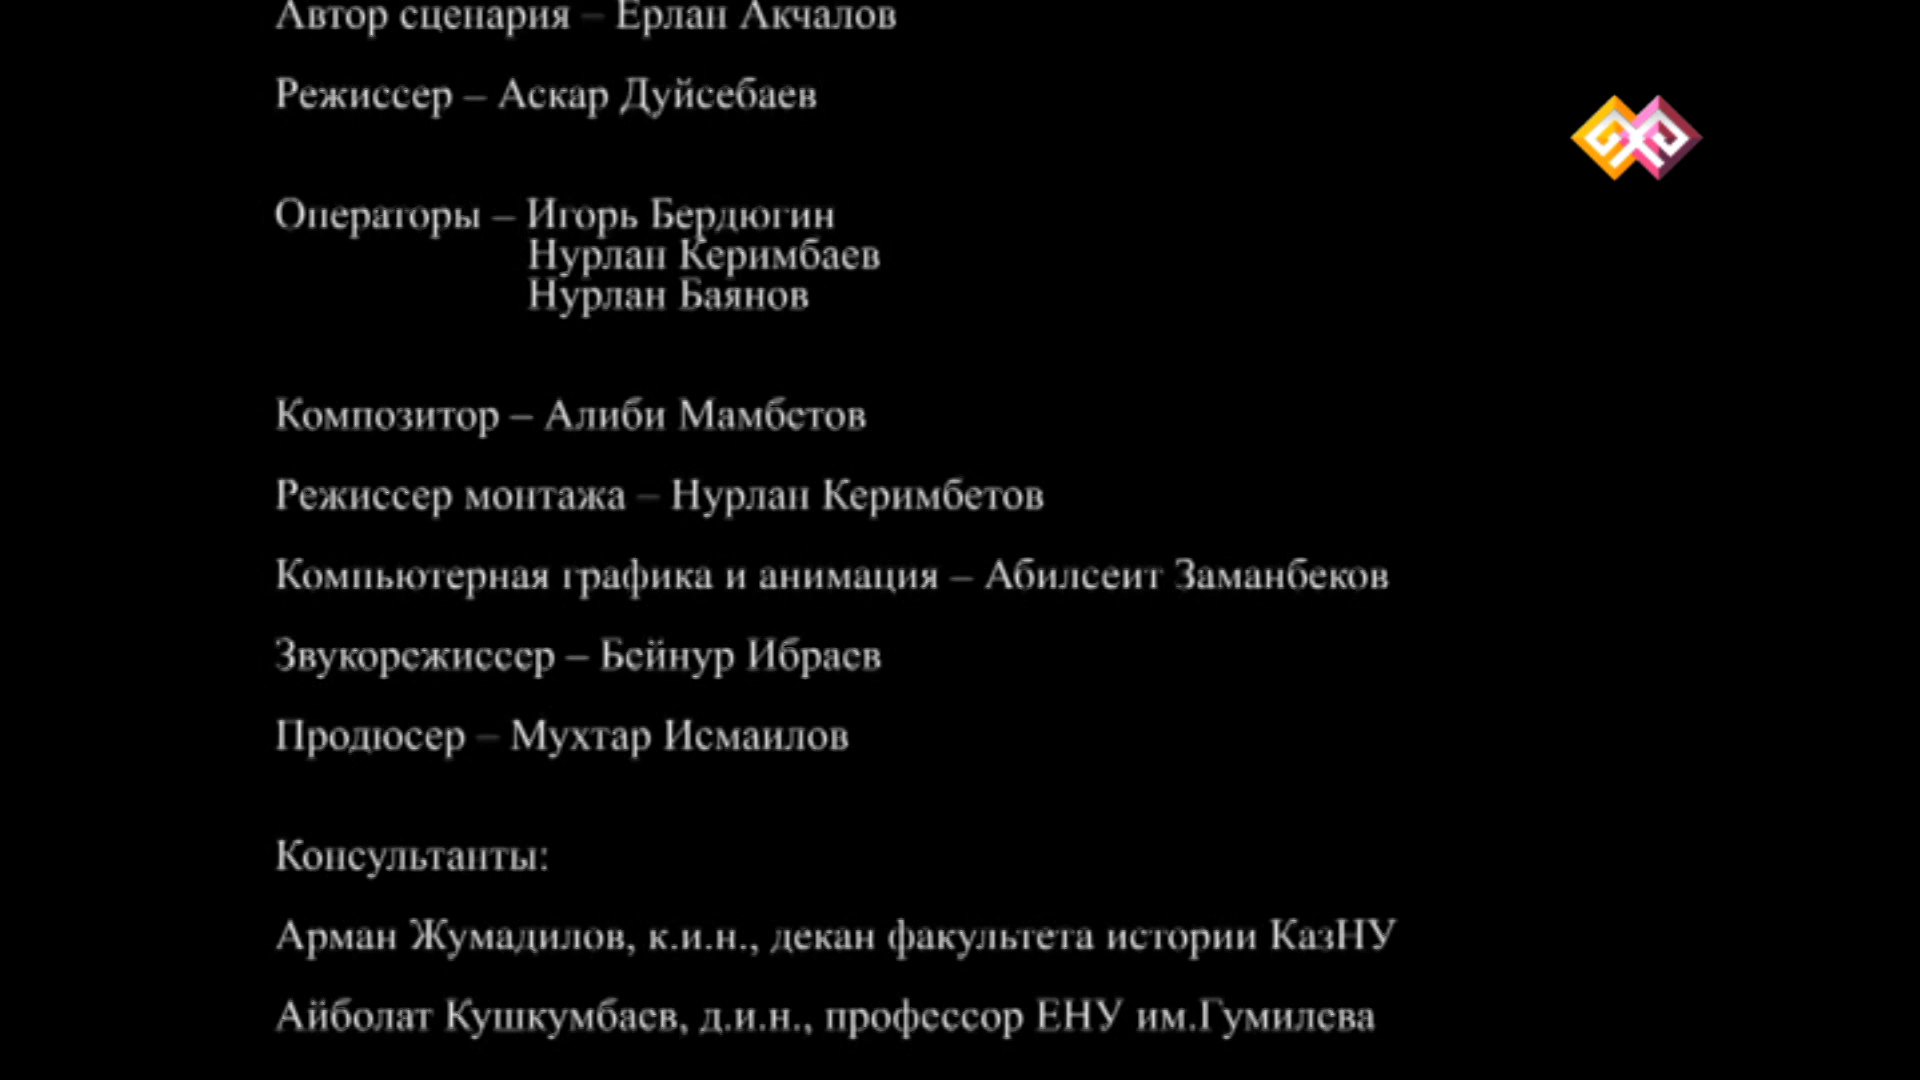 Автор сценария – Ерлан Акчалов
Режиссер – Аскар Дуйсебаев
Операторы – Игорь Бердюгин
Нурлан Керимбаев
Нурлан Баянов
Композитор – Алиби Мамбетов
Режиссер монтажа – Нурлан Керимбетов
Компьютерная графика и анимация – Абилсеит Заманбеков
Звукорежиссер – Бейнур Ибраев
Продюсер – Мухтар Исмаилов
Консультанты:
Арман Жумадилов, к.и.н., декан факультета истории КазНУ
Айболат Кушкумбаев, д.и.н., профессор ЕНУ им.Гумилева